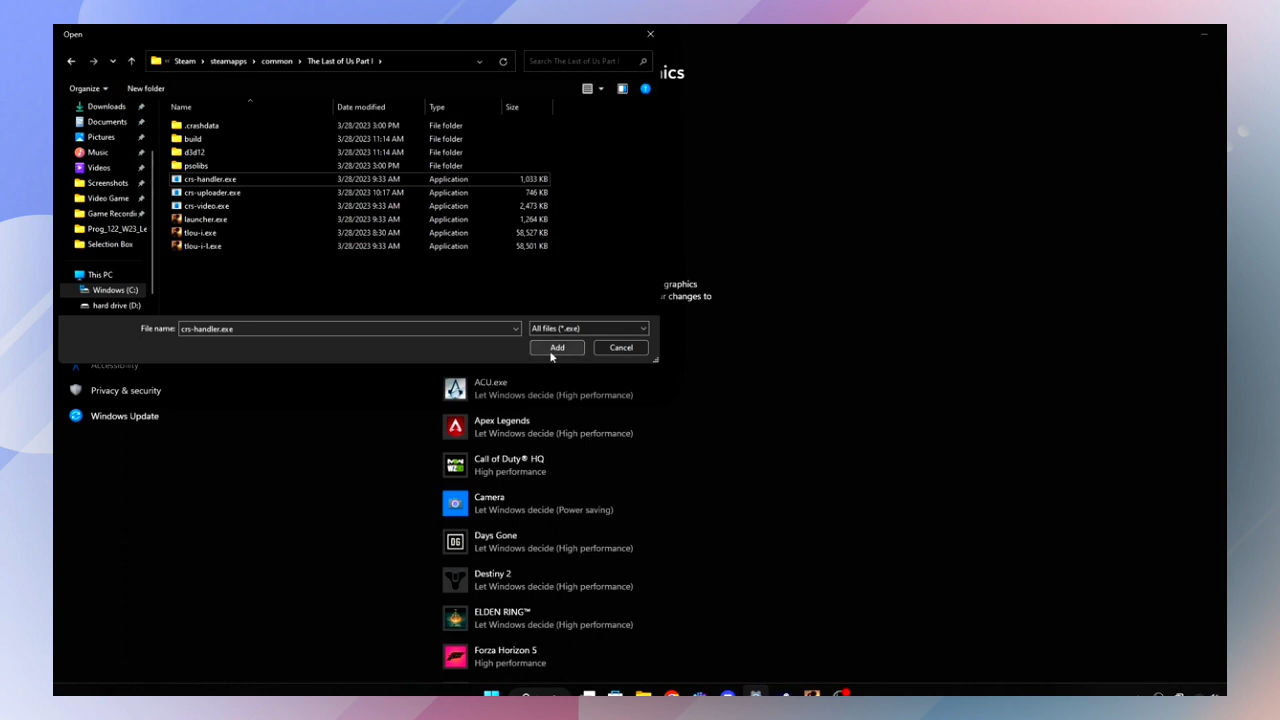 Open
Steam > steamapps > common > The Last of Us Part I >
Search The Last of Us Part I
ics
Organize
New folder
Name Date modified Type Size
Downloads
Documents
Pictures
Music
Videos
Screenshots
Video Game
Game Recordi
Prog_122_W23_Le
Selection Box
This PC
Windows (C:)
hard drive (D:)
.crashdata 3/28/2023 3:00 PM File folder
build 3/28/2023 11:14 AM File folder
d3d12 3/28/2023 11:14 AM File folder
psolibs 3/28/2023 3:00 PM File folder
crs-handler.exe 3/28/2023 9:33 AM Application 1,033 KB
crs-uploader.exe 3/28/2023 10:17 AM Application 746 KB
crs-video.exe 3/28/2023 9:33 AM Application 2,473 KB
launcher.exe 3/28/2023 9:33 AM Application 1,264 KB
tlou-i.exe 3/28/2023 8:30 AM Application 58,527 KB
tlou-i-l.exe 3/28/2023 9:33 AM Application 58,501 KB
graphics
r changes to
File name: crs-handler.exe
All files (*.exe)
Add
Cancel
Accessibility
Privacy & security
Windows Update
ACU.exe
Let Windows decide (High performance)
Apex Legends
Let Windows decide (High performance)
Call of Duty® HQ
High performance
Camera
Let Windows decide (Power saving)
Days Gone
Let Windows decide (High performance)
Destiny 2
Let Windows decide (High performance)
ELDEN RING™
Let Windows decide (High performance)
Forza Horizon 5
High performance